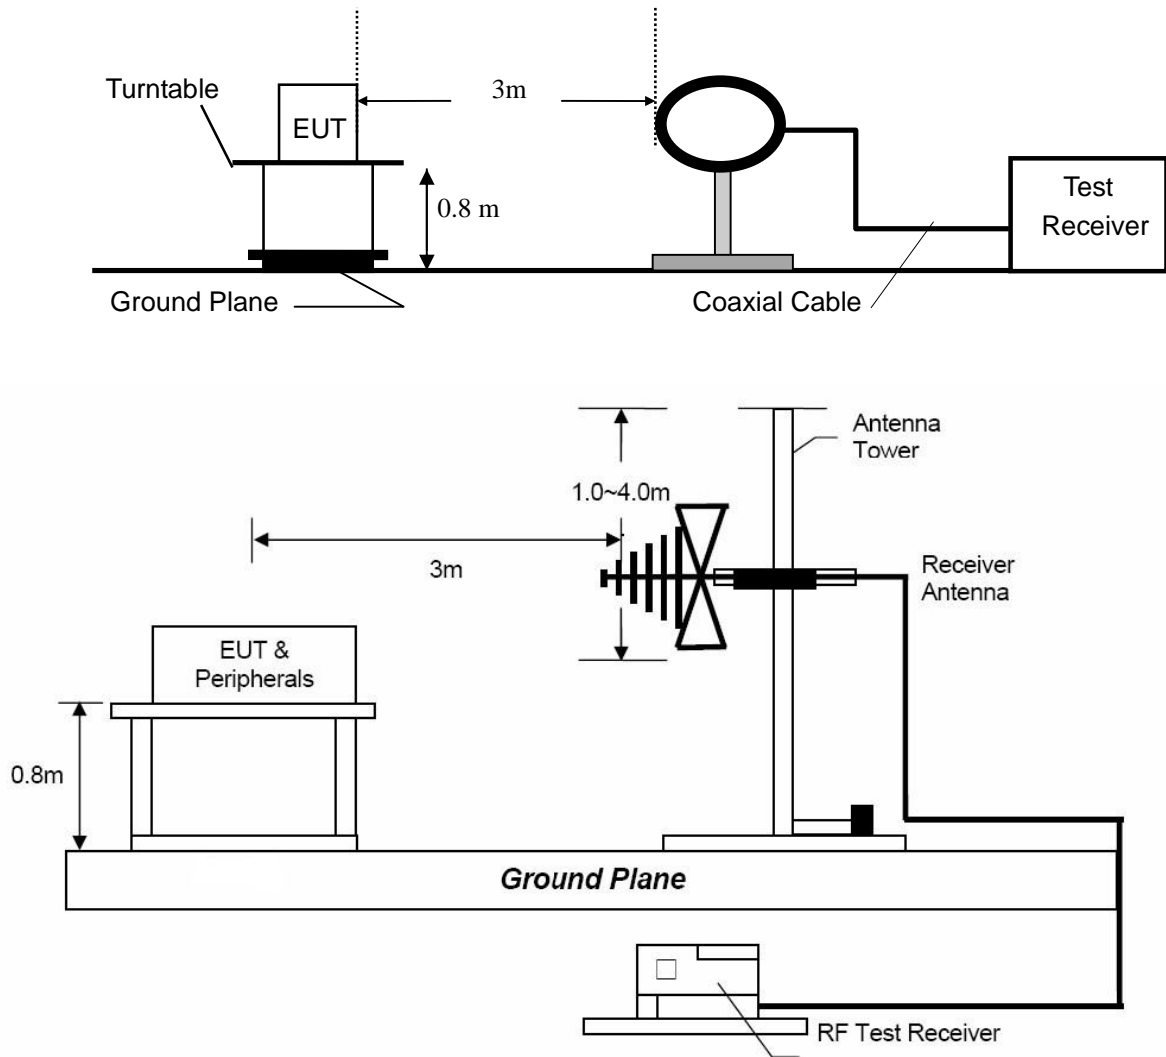 Turntable
3m
EUT
0.8 m
Test
Receiver
Ground Plane
Coaxial Cable
Antenna
Tower
1.0~4.0m
3m
Receiver
Antenna
EUT &
Peripherals
0.8m
Ground Plane
RF Test Receiver